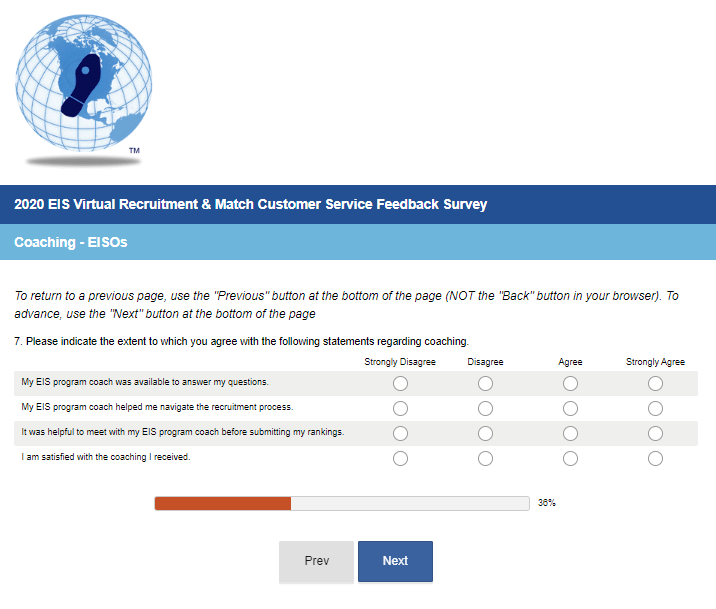 TM
2020 EIS Virtual Recruitment & Match Customer Service Feedback Survey
Coaching - EISOs
To return to a previous page, use the "Previous" button at the bottom of the page (NOT the "Back" button in your browser). To
advance, use the "Next" button at the bottom of the page
7. Please indicate the extent to which you agree with the following statements regarding coaching.
Strongly Disagree Disagree Agree Strongly Agree
My EIS program coach was available to answer my questions.
My EIS program coach helped me navigate the recruitment process.
It was helpful to meet with my EIS program coach before submitting my rankings.
I am satisfied with the coaching I received.
36%
Prev Next